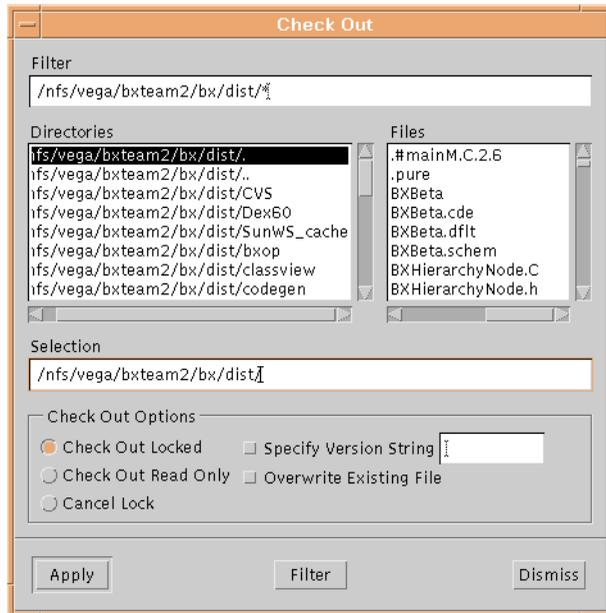 Check Out
Filter
/nfs/vega/bxteam2/bx/dist/*
Directories
nfs/vega/bxteam2/bx/dist/.
nfs/vega/bxteam2/bx/dist/..
nfs/vega/bxteam2/bx/dist/CVS
nfs/vega/bxteam2/bx/dist/Dex60
nfs/vega/bxteam2/bx/dist/SunWS_cache
nfs/vega/bxteam2/bx/dist/bxop
nfs/vega/bxteam2/bx/dist/classview
nfs/vega/bxteam2/bx/dist/codegen
Files
.#mainM.C.2.6
.pure
BXBeta
BXBeta.cde
BXBeta.dflt
BXBeta.schem
BXHierarchyNode.C
BXHierarchyNode.h
Selection
/nfs/vega/bxteam2/bx/dist/
Check Out Options
Check Out Locked
Specify Version String
Check Out Read Only
Overwrite Existing File
Cancel Lock
Apply
Filter
Dismiss